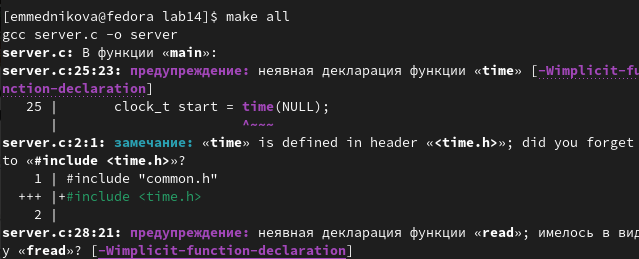 [emmednikova@fedora lab14]$ make all
gcc server.c -o server
server.c: В функции «main»:
server.c:25:23: предупреждение: неявная декларация функции «time» [-Wimplicit-fu
nction-declaration]
   25 |       clock_t start = time(NULL);
      |                       ^~~~
server.c:2:1: замечание: «time» is defined in header «<time.h>»; did you forget
to «#include <time.h>»?
    1 | #include "common.h"
  +++ |+#include <time.h>
    2 |
server.c:28:21: предупреждение: неявная декларация функции «read»; имелось в вид
у «fread»? [-Wimplicit-function-declaration]